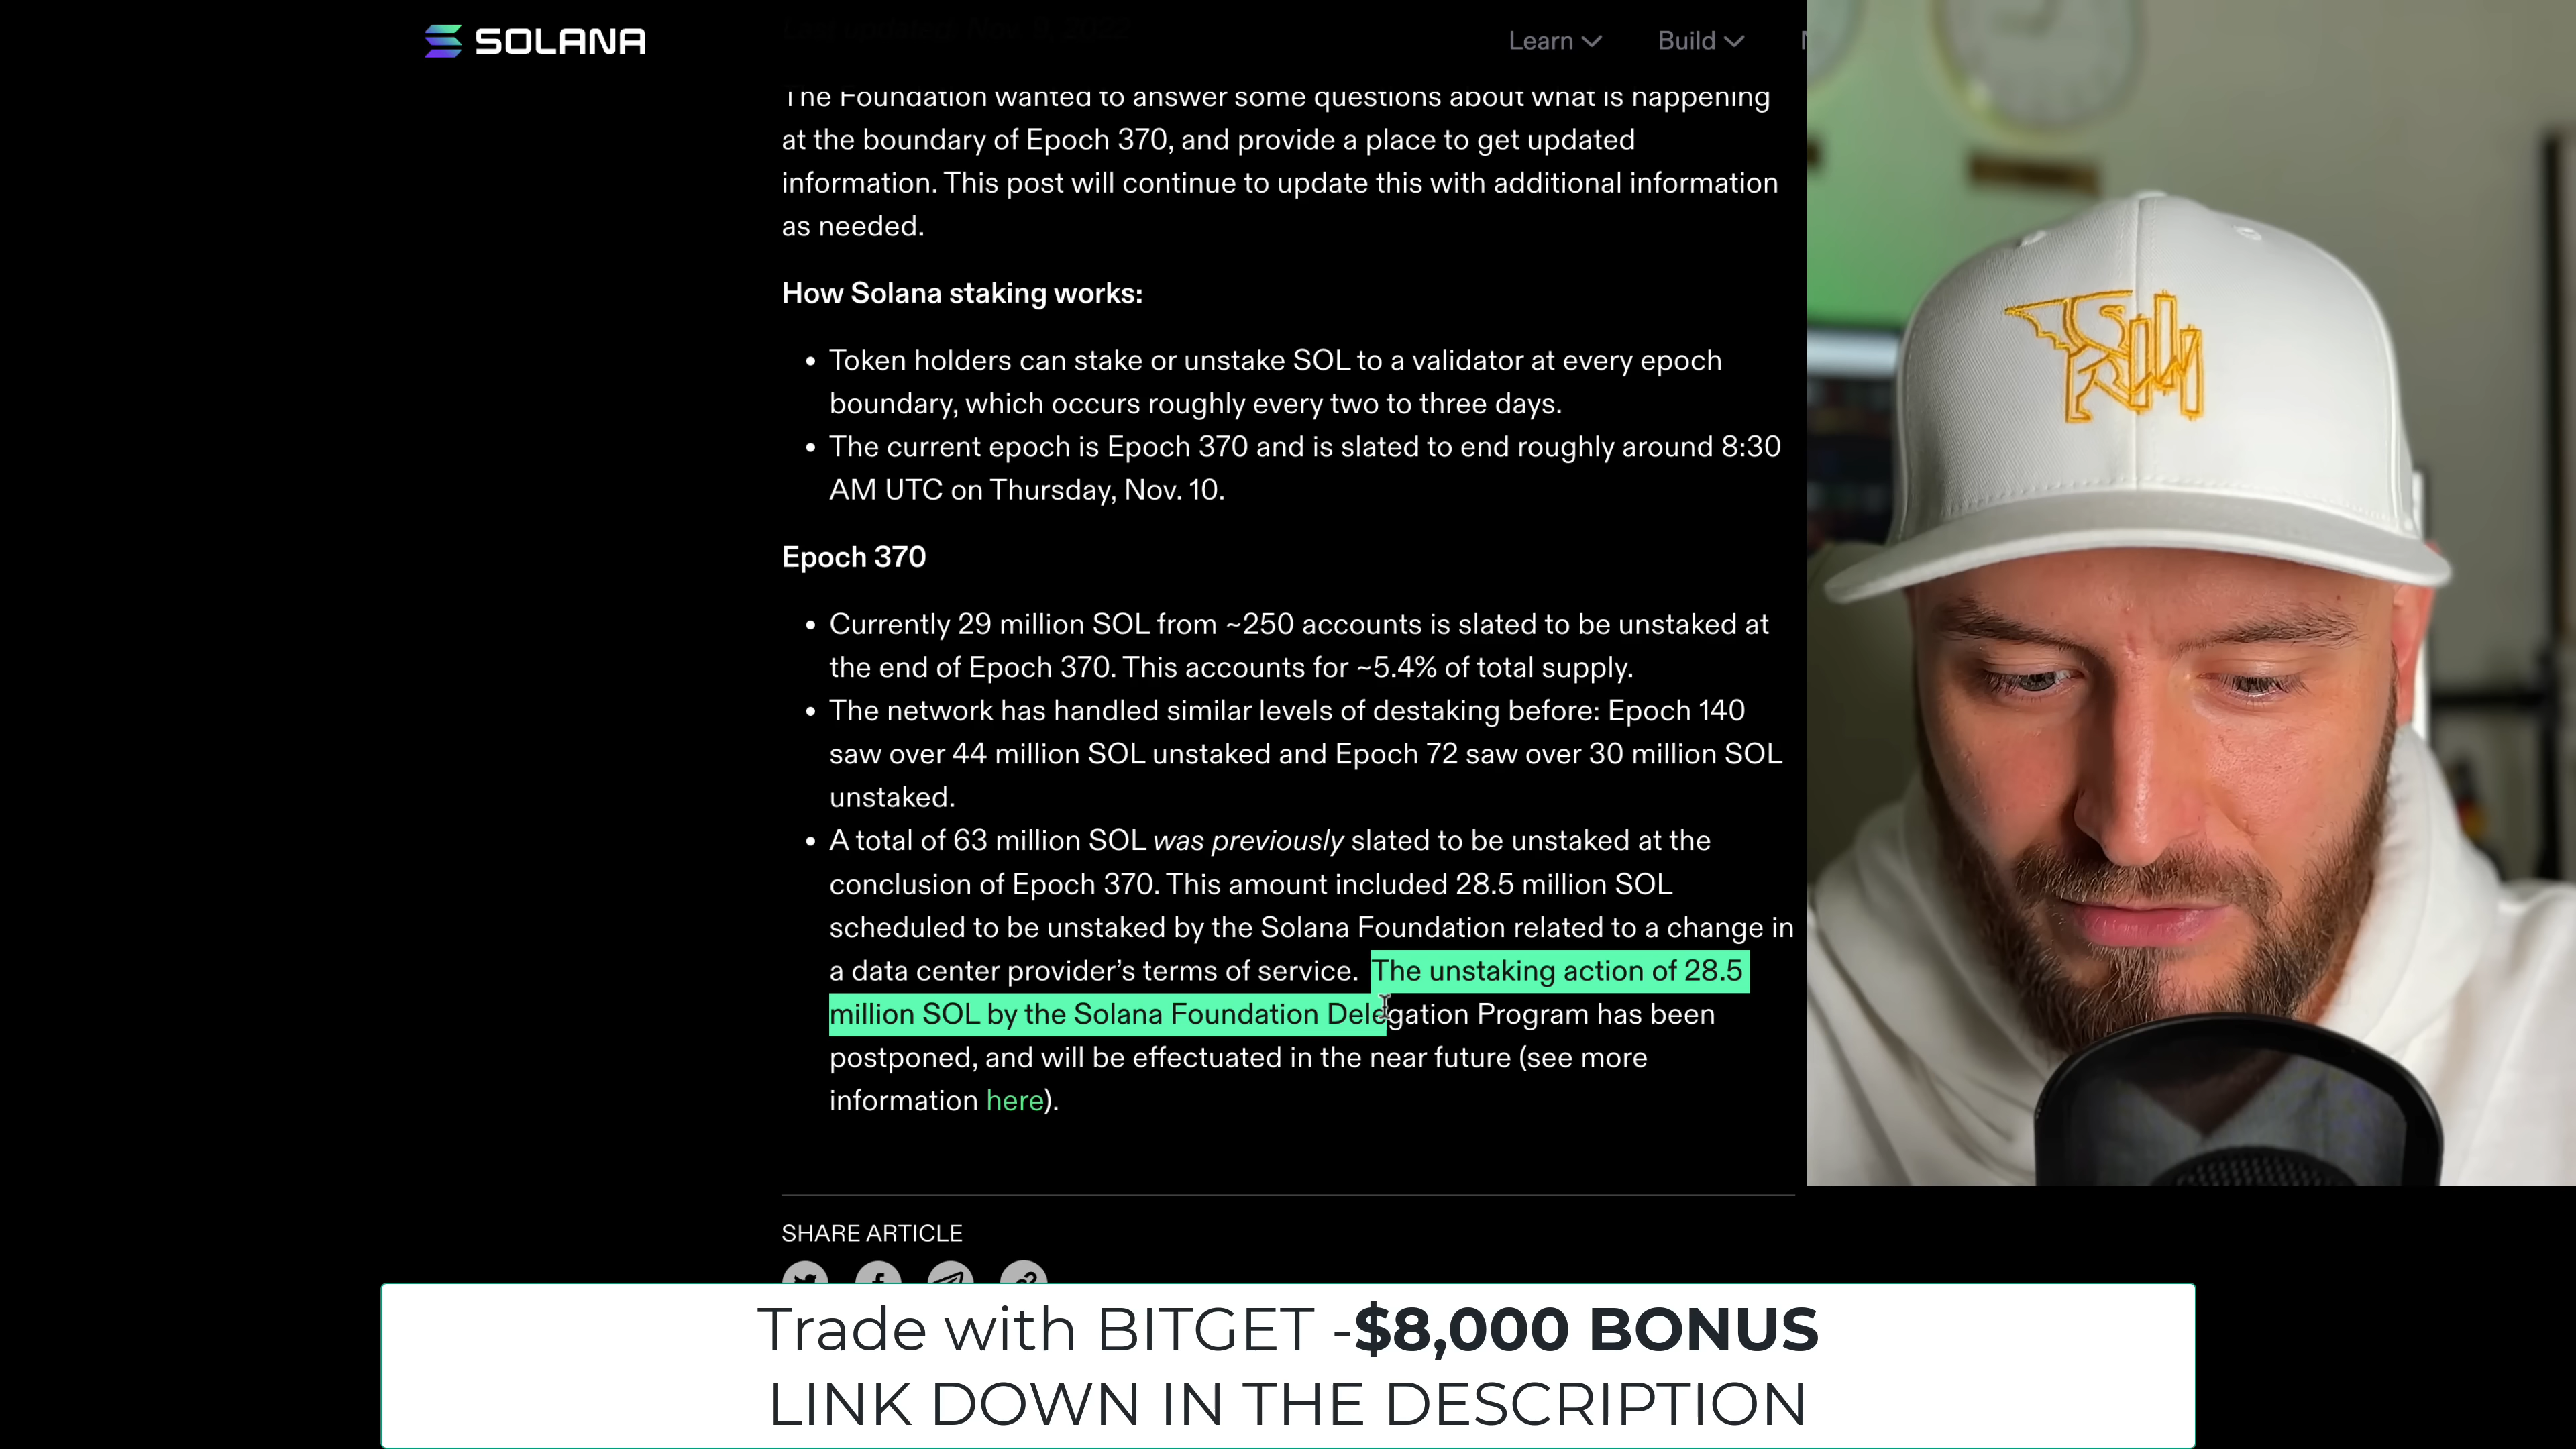 Last updated: Nov. 9, 2022
SOLANA
Learn
Build
The Foundation wanted to answer some questions about what is happening
at the boundary of Epoch 370, and provide a place to get updated
information. This post will continue to update this with additional information
as needed.
How Solana staking works:
• Token holders can stake or unstake SOL to a validator at every epoch
boundary, which occurs roughly every two to three days.
• The current epoch is Epoch 370 and is slated to end roughly around 8:30
AM UTC on Thursday, Nov. 10.
Epoch 370
• Currently 29 million SOL from ~250 accounts is slated to be unstaked at
the end of Epoch 370. This accounts for ~5.4% of total supply.
• The network has handled similar levels of destaking before: Epoch 140
saw over 44 million SOL unstaked and Epoch 72 saw over 30 million SOL
unstaked.
• A total of 63 million SOL was previously slated to be unstaked at the
conclusion of Epoch 370. This amount included 28.5 million SOL
scheduled to be unstaked by the Solana Foundation related to a change in
a data center provider’s terms of service. The unstaking action of 28.5
million SOL by the Solana Foundation Delegation Program has been
postponed, and will be effectuated in the near future (see more
information here).
SHARE ARTICLE
Trade with BITGET -$8,000 BONUS
LINK DOWN IN THE DESCRIPTION